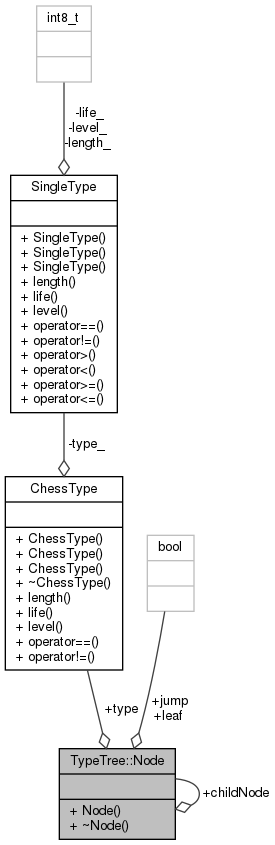 int8_t
-life_
-level_
-length_
SingleType
+ SingleType()
+ SingleType()
+ SingleType()
+ length()
+ life()
+ level()
+ operator==()
+ operator!=()
+ operator>()
+ operator<()
+ operator>=()
+ operator<=()
-type_
ChessType
+ ChessType()
+ ChessType()
+ ChessType()
+ ~ChessType()
+ length()
+ life()
+ level()
+ operator==()
+ operator!=()
bool
+type
+jump
+leaf
TypeTree::Node
+ Node()
+ ~Node()
+childNode